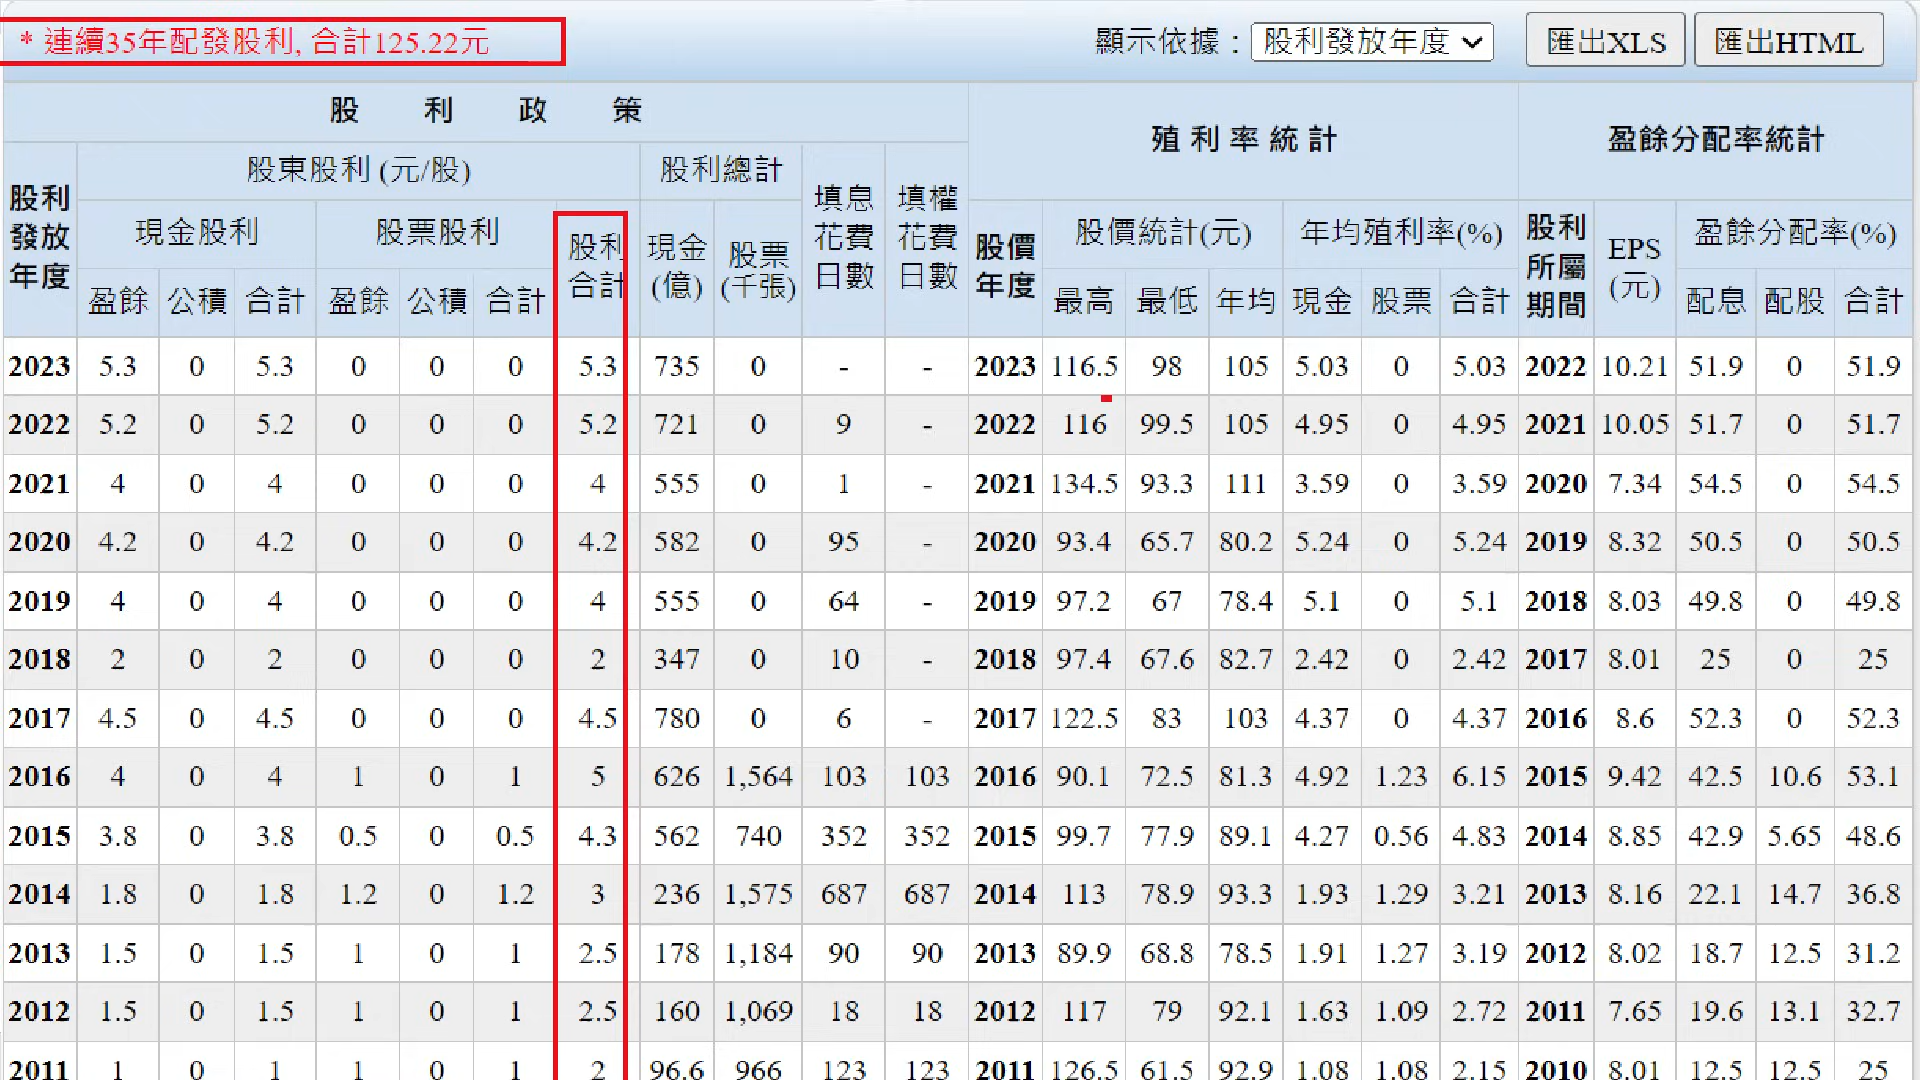 * 連續35年配發股利, 合計125.22元
顯示依據：
股利發放年度
匯出XLS
匯出HTML
股 利 政 策
殖 利 率 統 計
盈餘分配率統計
股利發放年度
股東股利 (元/股)
股利總計
填息花費日數
填權花費日數
現金股利
股票股利
股利合計
現金(億)
股票(千張)
股價年度
股價統計(元)
年均殖利率(%)
股利所屬期間
EPS(元)
盈餘分配率(%)
盈餘 公積 合計 盈餘 公積 合計
最高 最低 年均 現金 股票 合計
配息 配股 合計
2023 5.3 0 5.3 0 0 0 5.3 735 0 - - 2023 116.5 98 105 5.03 0 5.03 2022 10.21 51.9 0 51.9
2022 5.2 0 5.2 0 0 0 5.2 721 0 9 - 2022 116 99.5 105 4.95 0 4.95 2021 10.05 51.7 0 51.7
2021 4 0 4 0 0 0 4 555 0 1 - 2021 134.5 93.3 111 3.59 0 3.59 2020 7.34 54.5 0 54.5
2020 4.2 0 4.2 0 0 0 4.2 582 0 95 - 2020 93.4 65.7 80.2 5.24 0 5.24 2019 8.32 50.5 0 50.5
2019 4 0 4 0 0 0 4 555 0 64 - 2019 97.2 67 78.4 5.1 0 5.1 2018 8.03 49.8 0 49.8
2018 2 0 2 0 0 0 2 347 0 10 - 2018 97.4 67.6 82.7 2.42 0 2.42 2017 8.01 25 0 25
2017 4.5 0 4.5 0 0 0 4.5 780 0 6 - 2017 122.5 83 103 4.37 0 4.37 2016 8.6 52.3 0 52.3
2016 4 0 4 1 0 1 5 626 1,564 103 103 2016 90.1 72.5 81.3 4.92 1.23 6.15 2015 9.42 42.5 10.6 53.1
2015 3.8 0 3.8 0.5 0 0.5 4.3 562 740 352 352 2015 99.7 77.9 89.1 4.27 0.56 4.83 2014 8.85 42.9 5.65 48.6
2014 1.8 0 1.8 1.2 0 1.2 3 236 1,575 687 687 2014 113 78.9 93.3 1.93 1.29 3.21 2013 8.16 22.1 14.7 36.8
2013 1.5 0 1.5 1 0 1 2.5 178 1,184 90 90 2013 89.9 68.8 78.5 1.91 1.27 3.19 2012 8.02 18.7 12.5 31.2
2012 1.5 0 1.5 1 0 1 2.5 160 1,069 18 18 2012 117 79 92.1 1.63 1.09 2.72 2011 7.65 19.6 13.1 32.7
2011 1 0 1 1 0 1 2 96.6 966 123 123 2011 126.5 61.5 92.9 1.08 1.08 2.15 2010 8.01 12.5 12.5 25